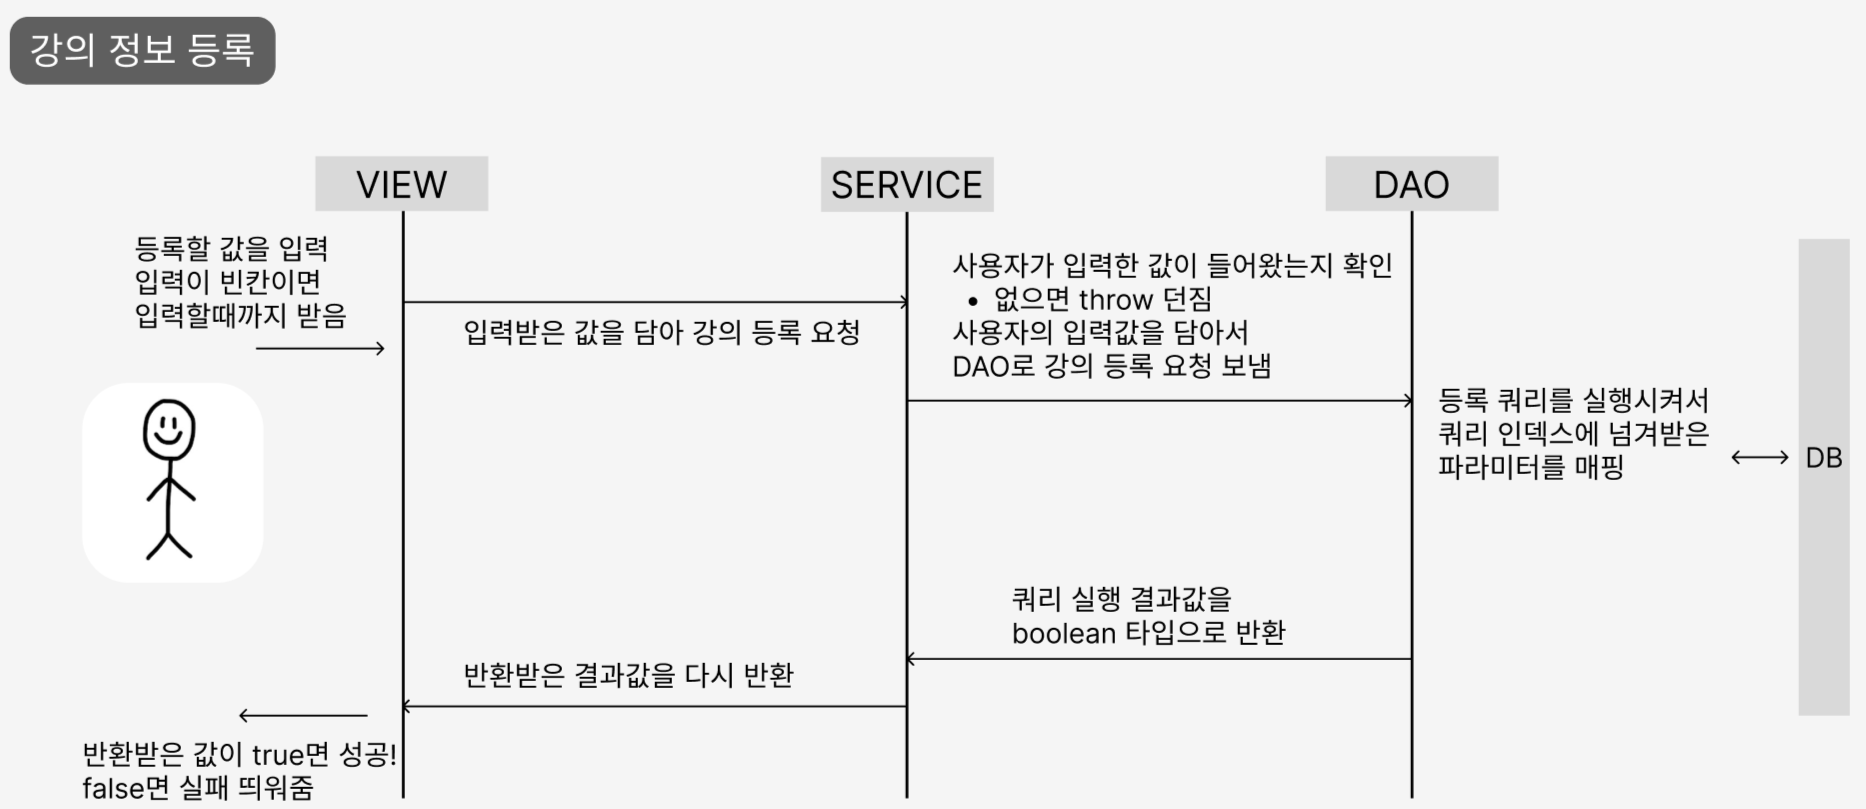 강의 정보 등록
VIEW
SERVICE
DAO
등록할 값을 입력
입력이 빈칸이면
입력할때까지 받음
입력받은 값을 담아 강의 등록 요청
사용자가 입력한 값이 들어왔는지 확인
• 없으면 throw 던짐
사용자의 입력값을 담아서
DAO로 강의 등록 요청 보냄
등록 쿼리를 실행시켜서
쿼리 인덱스에 넘겨받은
파라미터를 매핑
DB
쿼리 실행 결과값을
boolean 타입으로 반환
반환받은 결과값을 다시 반환
반환받은 값이 true면 성공!
false면 실패 띄워줌